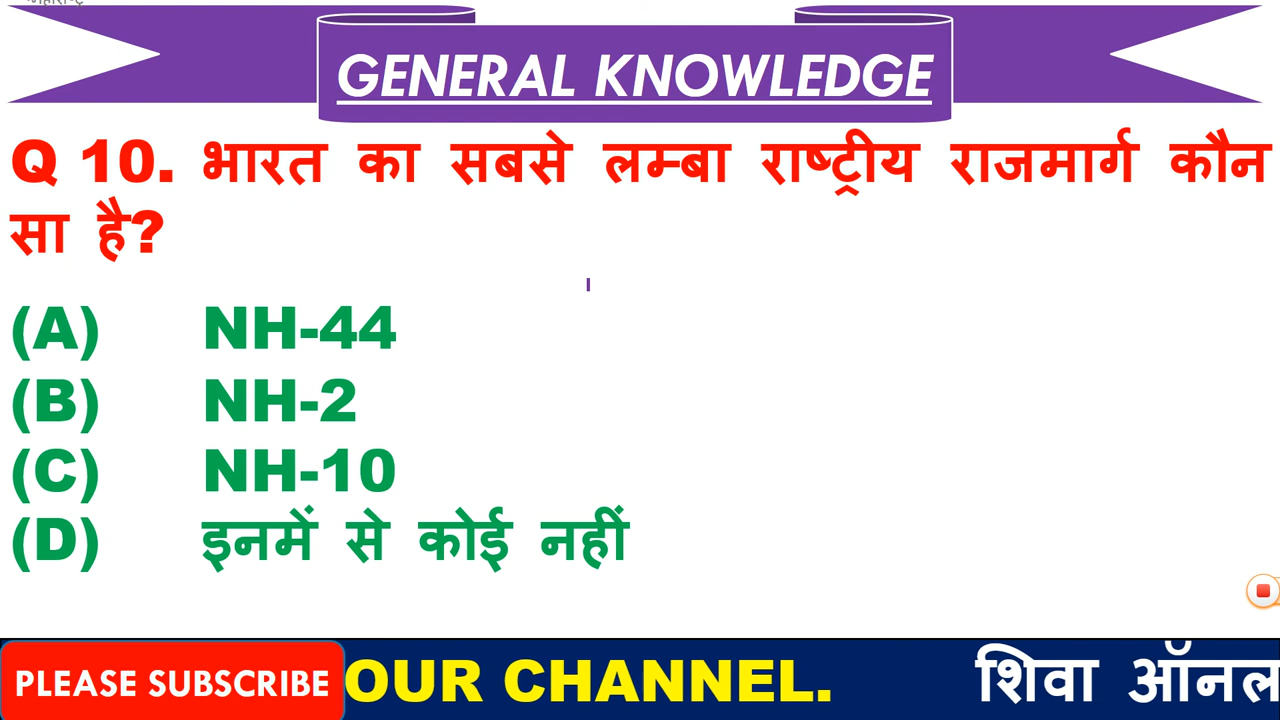 GENERAL KNOWLEDGE
Q 10. भारत का सबसे लम्बा राष्ट्रीय राजमार्ग कौन
सा है?
(A) NH-44
(B) NH-2
(C) NH-10
(D) इनमें से कोई नहीं
PLEASE SUBSCRIBE OUR CHANNEL. शिवा ऑनल